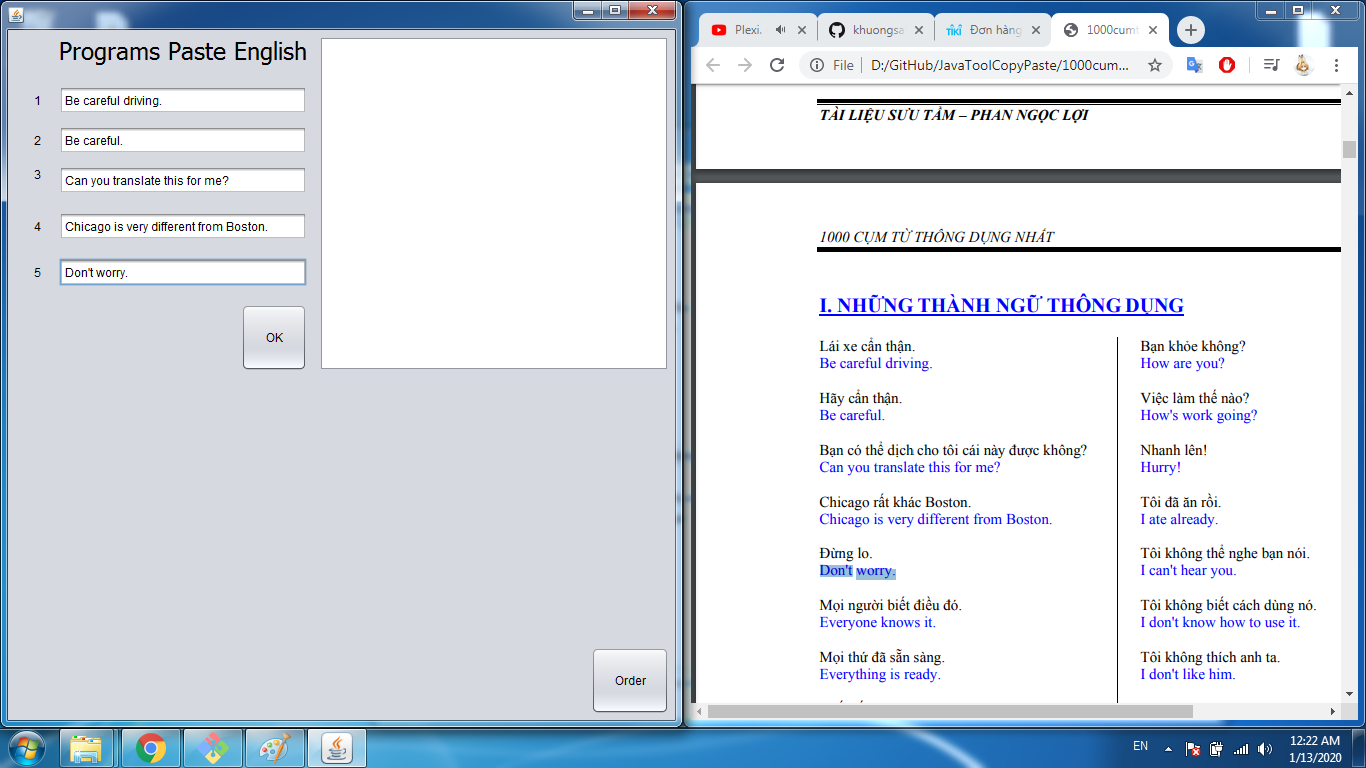 Programs Paste English
1 Be careful driving.
2 Be careful.
3 Can you translate this for me?
4 Chicago is very different from Boston.
5 Don't worry.
OK
Order
Plexi.
khuongsa
TIKI Đơn hàng
1000cumt
File D:/GitHub/JavaToolCopyPaste/1000cum...
TÀI LIỆU SƯU TẦM – PHAN NGỌC LỢI
1000 CỤM TỪ THÔNG DỤNG NHẤT
I. NHỮNG THÀNH NGỮ THÔNG DỤNG
Lái xe cẩn thận.
Be careful driving.
Hãy cẩn thận.
Be careful.
Bạn có thể dịch cho tôi cái này được không?
Can you translate this for me?
Chicago rất khác Boston.
Chicago is very different from Boston.
Đừng lo.
Don't worry.
Mọi người biết điều đó.
Everyone knows it.
Mọi thứ đã sẵn sàng.
Everything is ready.
Bạn khỏe không?
How are you?
Việc làm thế nào?
How's work going?
Nhanh lên!
Hurry!
Tôi đã ăn rồi.
I ate already.
Tôi không thể nghe bạn nói.
I can't hear you.
Tôi không biết cách dùng nó.
I don't know how to use it.
Tôi không thích anh ta.
I don't like him.
EN
12:22 AM
1/13/2020